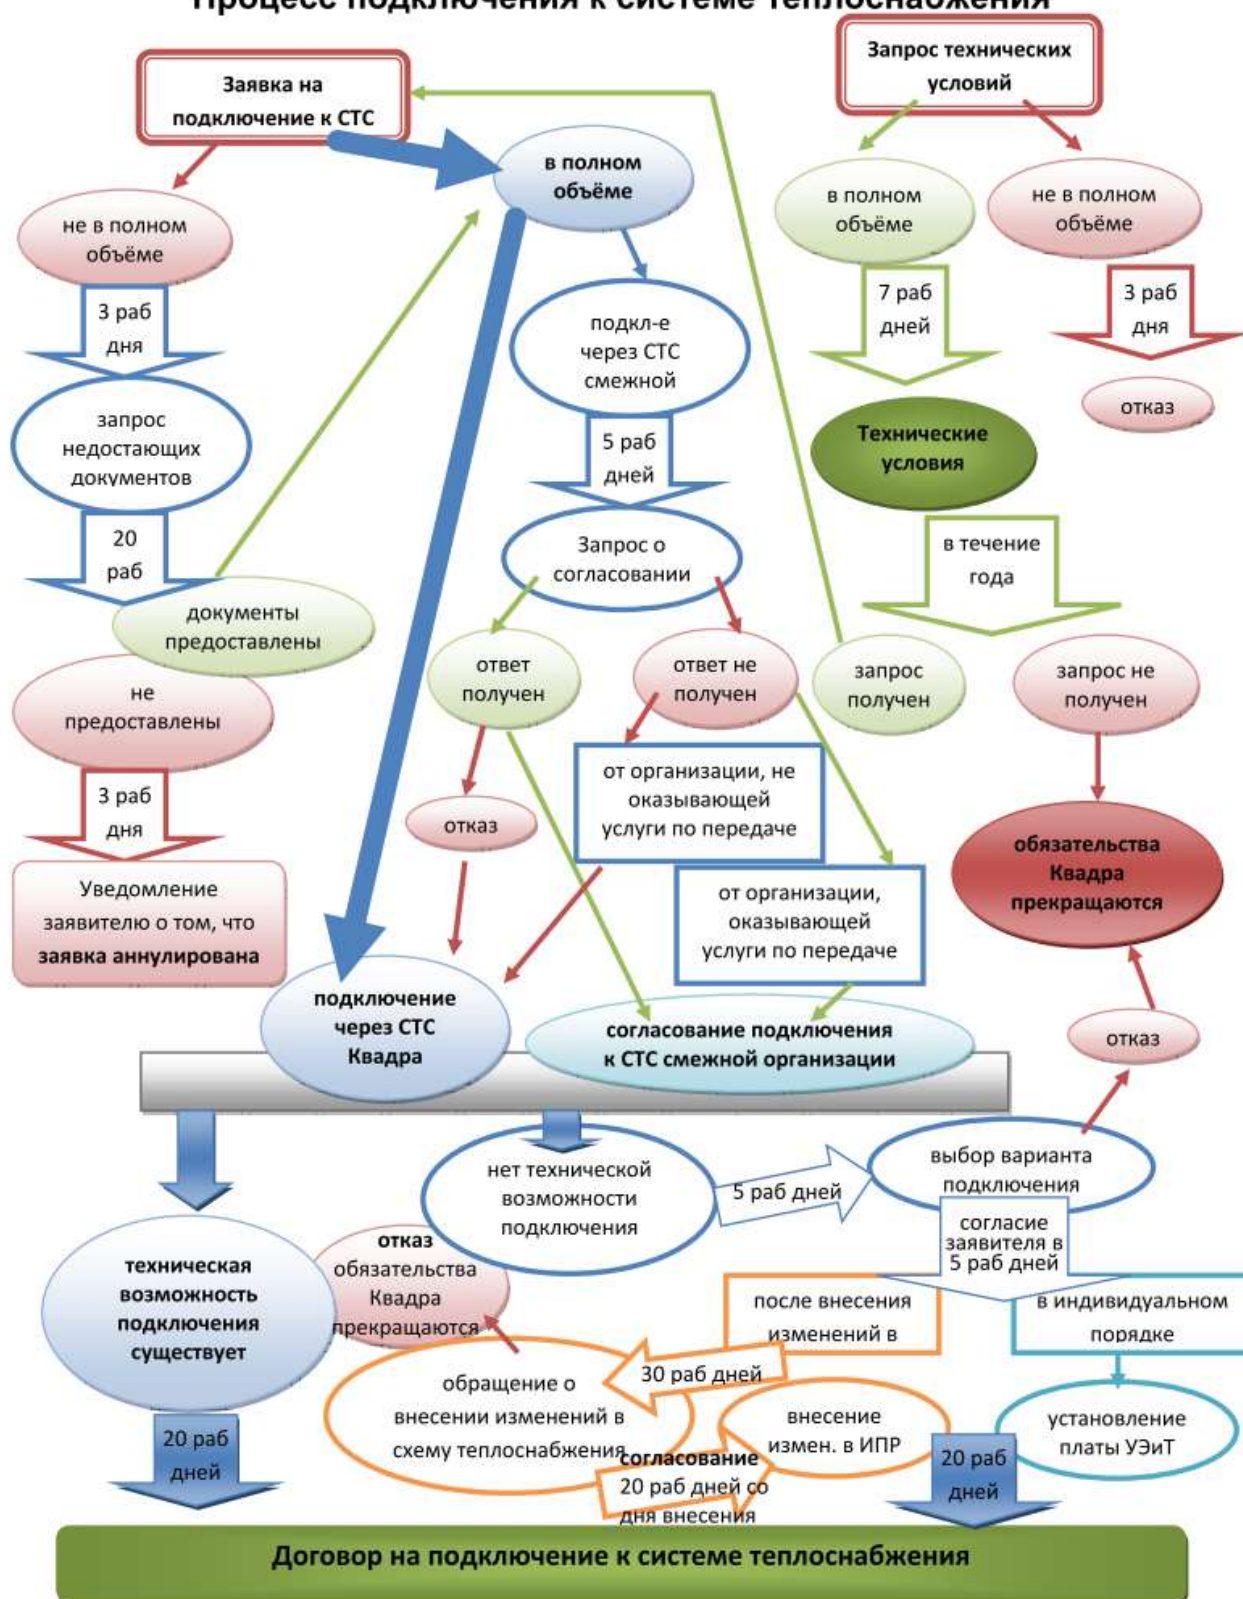 Процесс подключения к системе теплоснабжения
Заявка на
подключение к СТС
Запрос технических
условий
в полном
объёме
в полном
объёме
не в полном
объёме
не в полном
объёме
3 раб
дня
7 раб
дней
3 раб
дня
подкл-е
через СТС
смежной
отказ
запрос
недостающих
документов
Технические
условия
5 раб
дней
20
раб
Запрос о
согласовании
в течение
года
документы
предоставлены
не
предоставлены
ответ
получен
ответ не
получен
запрос
получен
запрос не
получен
3 раб
дня
отказ
от организации, не
оказывающей
услуги по передаче
обязательства
Квадра
прекращаются
Уведомление
заявителю о том, что
заявка аннулирована
от организации,
оказывающей
услуги по передаче
подключение
через СТС
Квадра
согласование подключения
к СТС смежной организации
отказ
нет технической
возможности
подключения
5 раб дней
выбор варианта
подключения
согласие
заявителя в
5 раб дней
техническая
возможность
подключения
существует
отказ
обязательства
Квадра
прекращаются
после внесения
изменений в
в индивидуальном
порядке
30 раб дней
обращение о
внесении изменений в
схему теплоснабжения
внесение
измен. в ИПР
установление
платы УЭиТ
20 раб
дней
согласование
20 раб дней со
дня внесения
20 раб
дней
Договор на подключение к системе теплоснабжения